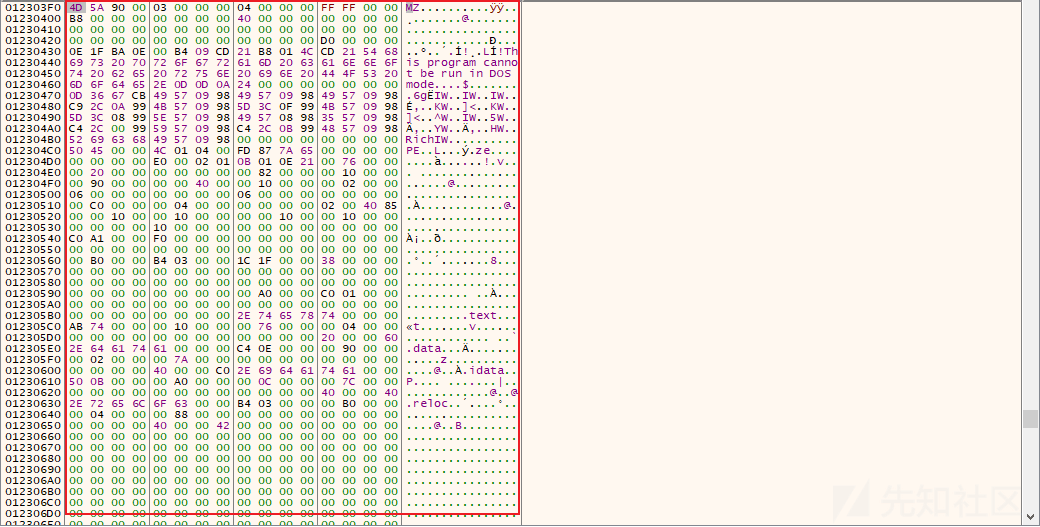 012303F0 4D 5A 90 00 03 00 00 00 04 00 00 00 FF FF 00 00 MZ..........ÿÿ..
01230400 B8 00 00 00 00 00 00 00 40 00 00 00 00 00 00 00 ¸.......@.......
01230410 00 00 00 00 00 00 00 00 00 00 00 00 00 00 00 00 ................
01230420 00 00 00 00 00 00 00 00 00 00 00 00 D0 00 00 00 ............Ð...
01230430 0E 1F BA 0E 00 B4 09 CD 21 B8 01 4C CD 21 54 68 ..º..´.Í!¸.LÍ!Th
01230440 69 73 20 70 72 6F 67 72 61 6D 20 63 61 6E 6E 6F is program canno
01230450 74 20 62 65 20 72 75 6E 20 69 6E 20 44 4F 53 20 t be run in DOS
01230460 6D 6F 64 65 2E 0D 0D 0A 24 00 00 00 00 00 00 00 mode....$.......
01230470 0D 36 67 CB 49 57 09 98 49 57 09 98 49 57 09 98 .6gËIW..IW..IW..
01230480 C9 2C 0A 99 4B 57 09 98 5D 3C 0F 99 4B 57 09 98 É,..KW..]<..KW..
01230490 5D 3C 08 99 5E 57 09 98 49 57 08 98 35 57 09 98 ]<..^W..IW..5W..
012304A0 C4 2C 00 99 59 57 09 98 C4 2C 0B 99 48 57 09 98 Ä,..YW..Ä,..HW..
012304B0 52 69 63 68 49 57 09 98 00 00 00 00 00 00 00 00 RichIW..........
012304C0 50 45 00 00 4C 01 04 00 FD 87 7A 65 00 00 00 00 PE..L...ý.ze....
012304D0 00 00 00 00 E0 00 02 01 0B 01 0E 21 00 76 00 00 ....à......!.v..
012304E0 00 20 00 00 00 00 00 00 00 82 00 00 00 10 00 00 . ..............
012304F0 00 90 00 00 00 00 40 00 00 10 00 00 00 02 00 00 ......@.........
01230500 06 00 00 00 00 00 00 00 06 00 00 00 00 00 00 00 ................
01230510 00 C0 00 00 00 04 00 00 00 00 00 00 02 00 40 85 .À............@.
01230520 00 00 10 00 00 10 00 00 00 00 10 00 00 10 00 00 ................
01230530 00 00 00 00 10 00 00 00 00 00 00 00 00 00 00 00 ................
01230540 C0 A1 00 00 F0 00 00 00 00 00 00 00 00 00 00 00 À¡..ð...........
01230550 00 00 00 00 00 00 00 00 00 00 00 00 00 00 00 00 ................
01230560 00 B0 00 00 B4 03 00 00 1C 1F 00 00 38 00 00 00 .°..´.......8...
01230570 00 00 00 00 00 00 00 00 00 00 00 00 00 00 00 00 ................
01230580 00 00 00 00 00 00 00 00 00 00 00 00 00 00 00 00 ................
01230590 00 00 00 00 00 00 00 00 00 A0 00 00 C0 01 00 00 ............À...
012305A0 00 00 00 00 00 00 00 00 00 00 00 00 00 00 00 00 ................
012305B0 00 00 00 00 00 00 00 00 2E 74 65 78 74 00 00 00 .........text...
012305C0 AB 74 00 00 00 10 00 00 00 76 00 00 00 04 00 00 «t.......v......
012305D0 00 00 00 00 00 00 00 00 00 00 00 00 20 00 00 60 ............ ..`
012305E0 2E 64 61 74 61 00 00 00 C4 0E 00 00 00 90 00 00 .data...Ä.......
012305F0 00 02 00 00 00 7A 00 00 00 00 00 00 00 00 00 00 .....z..........
01230600 00 00 00 00 40 00 00 C0 2E 69 64 61 74 61 00 00 ....@..À.idata..
01230610 50 0B 00 00 00 A0 00 00 00 0C 00 00 00 7C 00 00 P............|..
01230620 00 00 00 00 00 00 00 00 00 00 00 00 40 00 00 40 ............@..@
01230630 2E 72 65 6C 6F 63 00 00 B4 03 00 00 00 B0 00 00 .reloc..´....°..
01230640 00 04 00 00 00 88 00 00 00 00 00 00 00 00 00 00 ................
01230650 00 00 00 00 40 00 00 42 00 00 00 00 00 00 00 00 ....@..B........
01230660 00 00 00 00 00 00 00 00 00 00 00 00 00 00 00 00 ................
01230670 00 00 00 00 00 00 00 00 00 00 00 00 00 00 00 00 ................
01230680 00 00 00 00 00 00 00 00 00 00 00 00 00 00 00 00 ................
01230690 00 00 00 00 00 00 00 00 00 00 00 00 00 00 00 00 ................
012306A0 00 00 00 00 00 00 00 00 00 00 00 00 00 00 00 00 ................
012306B0 00 00 00 00 00 00 00 00 00 00 00 00 00 00 00 00 ................
012306C0 00 00 00 00 00 00 00 00 00 00 00 00 00 00 00 00 ................
012306D0 00 00 00 00 00 00 00 00 00 00 00 00 00 00 00 00 ................
先知社区